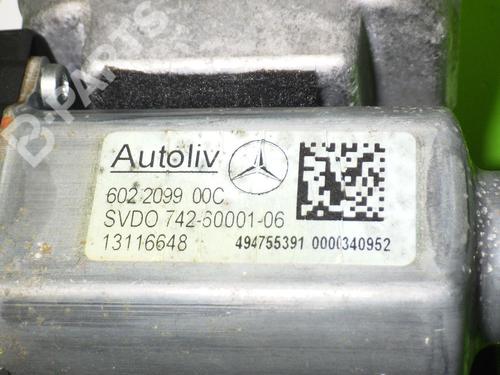 B-PARTS
Autoliv
602 2099 00C
SVDO 742-60001-06
13116648
494755391 0000340952